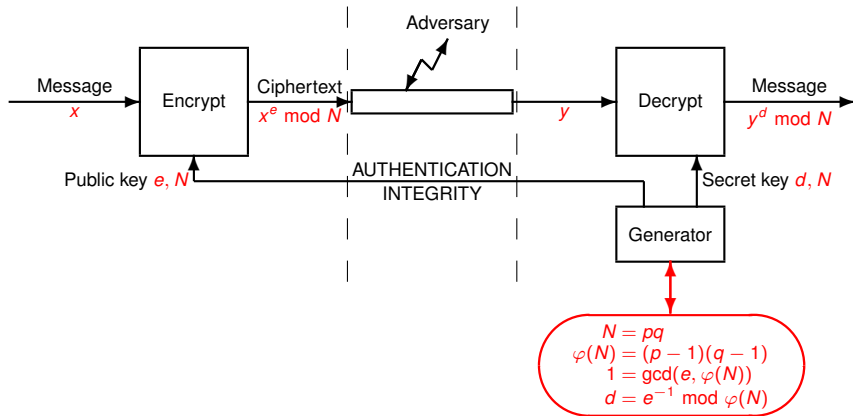 Adversary
Message
x
Encrypt
Ciphertext
x^e mod N
y
Decrypt
Message
y^d mod N
Public key e, N
AUTHENTICATION
INTEGRITY
Secret key d, N
Generator
N = pq
φ(N) = (p − 1)(q − 1)
1 = gcd(e, φ(N))
d = e^−1 mod φ(N)